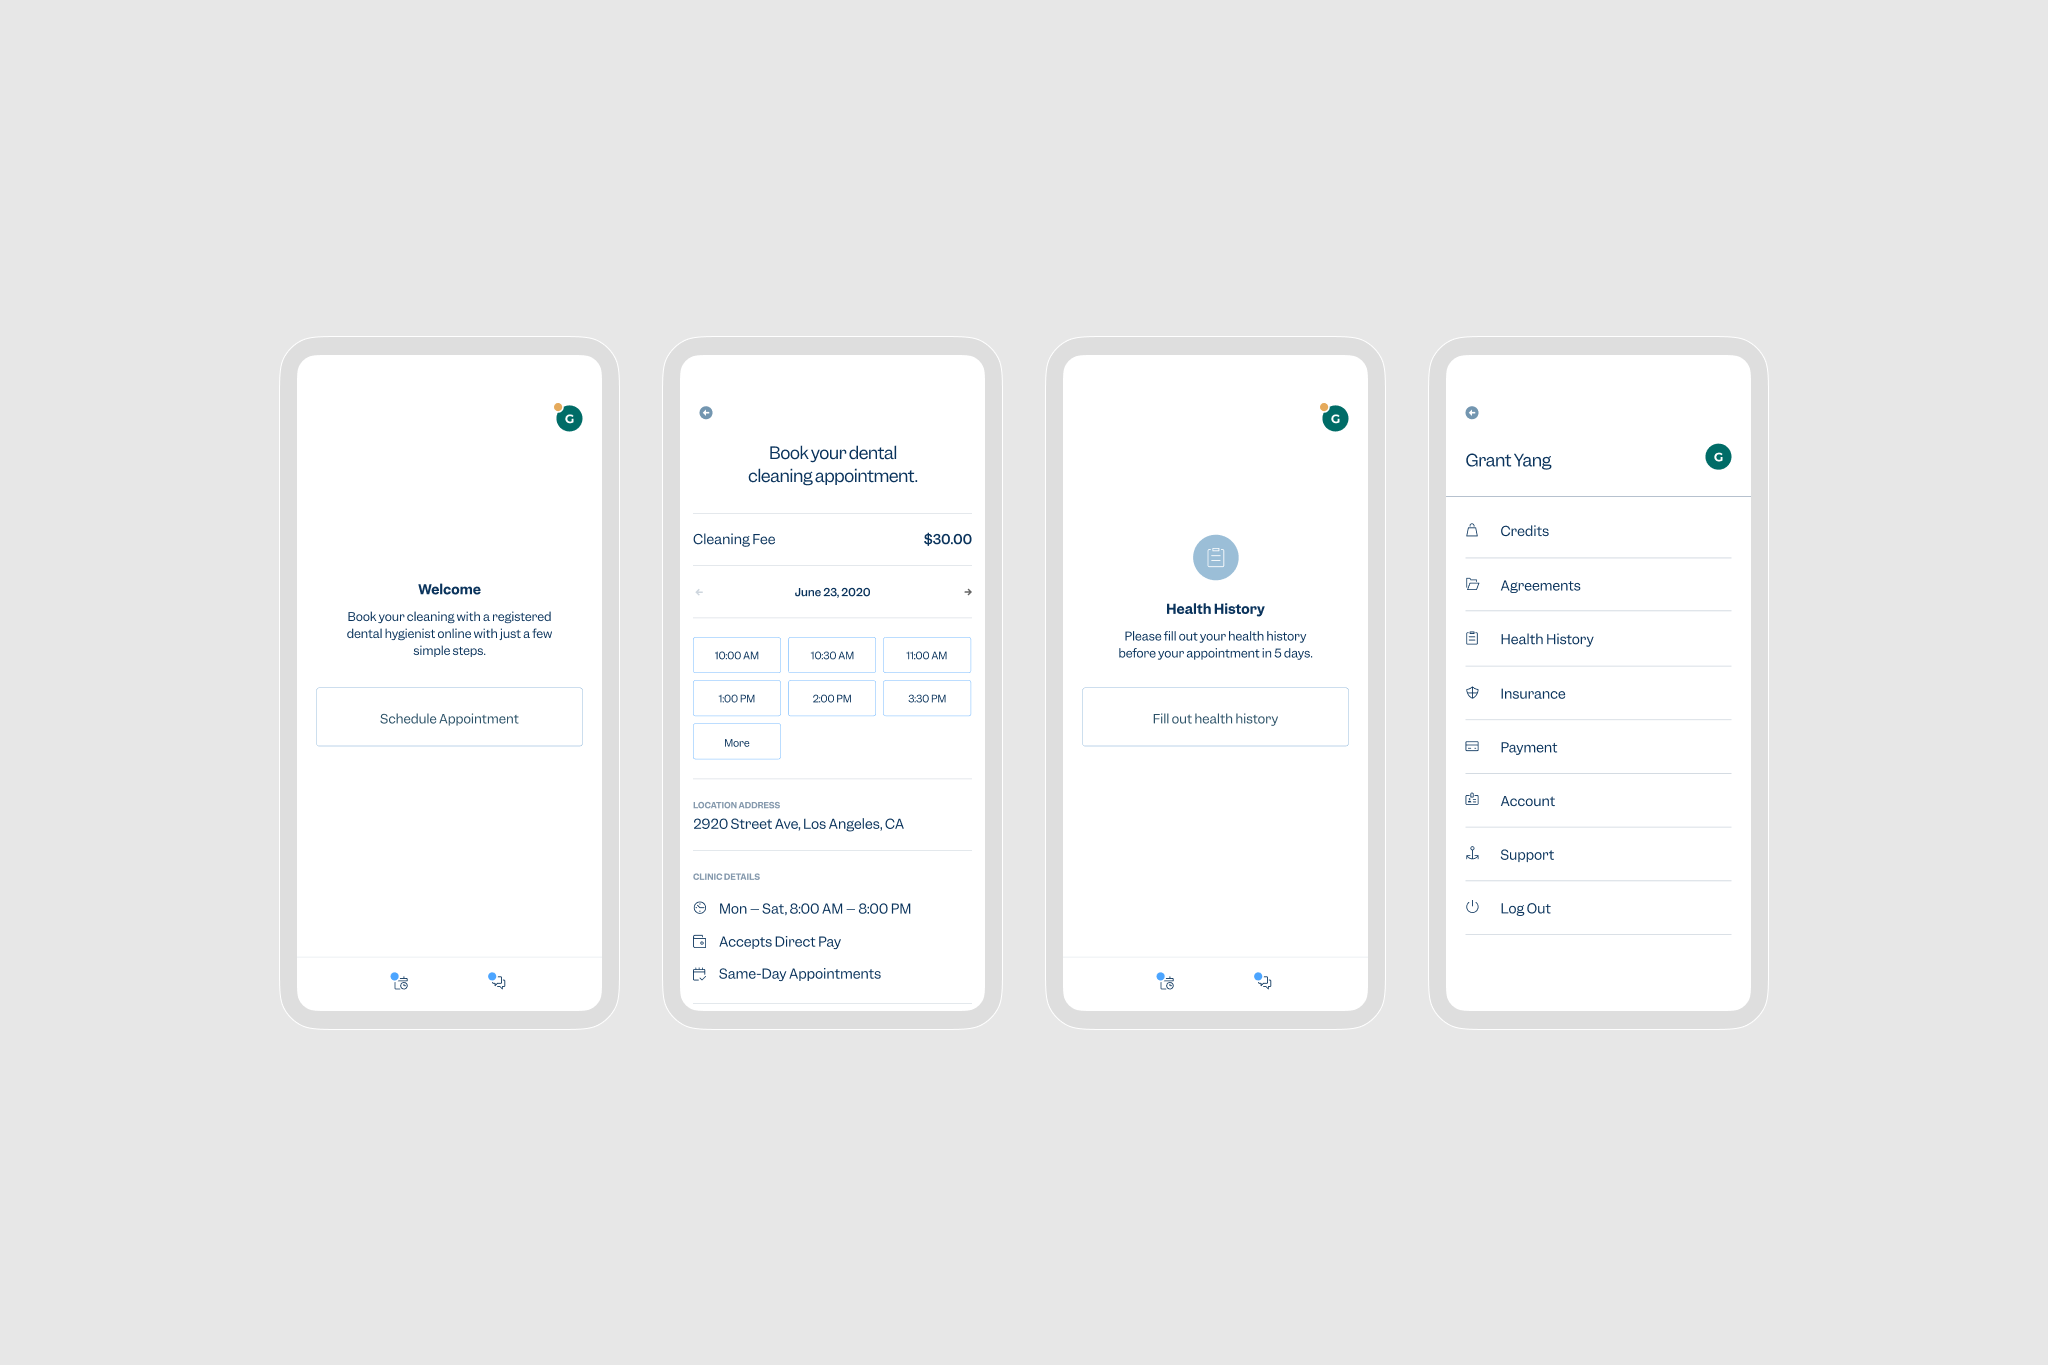 G
Welcome
Book your cleaning with a registered
dental hygienist online with just a few
simple steps.
Schedule Appointment
Book your dental
cleaning appointment.
Cleaning Fee $30.00
June 23, 2020
10:00 AM 10:30 AM 11:00 AM
1:00 PM 2:00 PM 3:30 PM
More
LOCATION ADDRESS
2920 Street Ave, Los Angeles, CA
CLINIC DETAILS
Mon – Sat, 8:00 AM – 8:00 PM
Accepts Direct Pay
Same-Day Appointments
G
Health History
Please fill out your health history
before your appointment in 5 days.
Fill out health history
Grant Yang G
Credits
Agreements
Health History
Insurance
Payment
Account
Support
Log Out